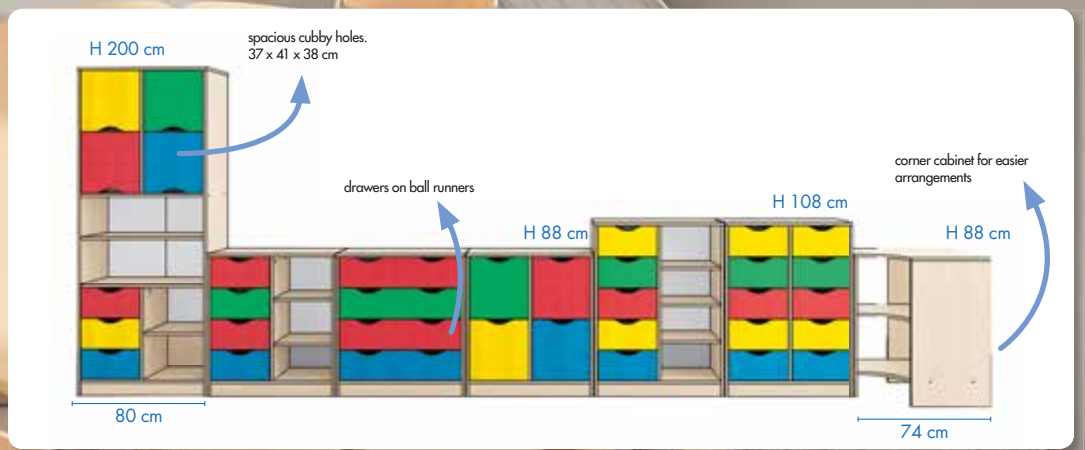 H 200 cm
spacious cubby holes.
37 x 41 x 38 cm
drawers on ball runners
H 88 cm
H 108 cm
corner cabinet for easier
arrangements
H 88 cm
80 cm
74 cm